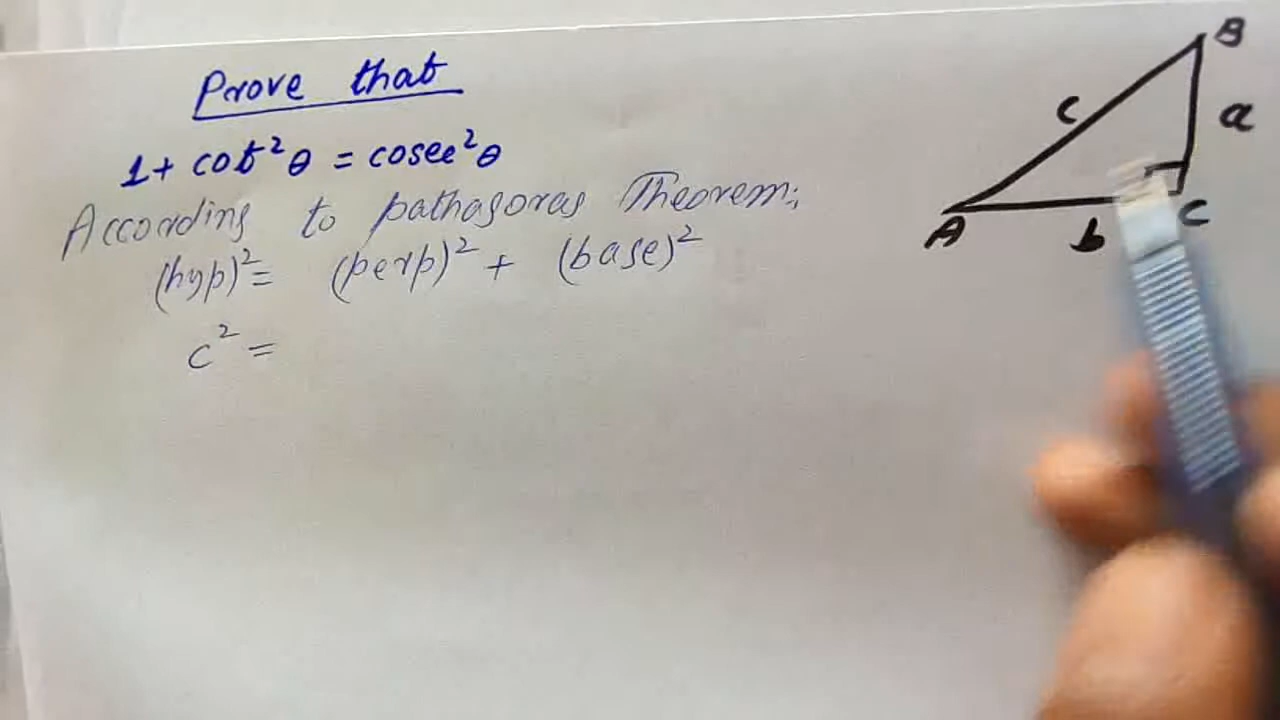 Prove that
1 + cot²θ = cosec²θ
According to pathagoras Theorem;
(hyp)² = (perp)² + (base)²
c² =
B
c
a
A
b
C